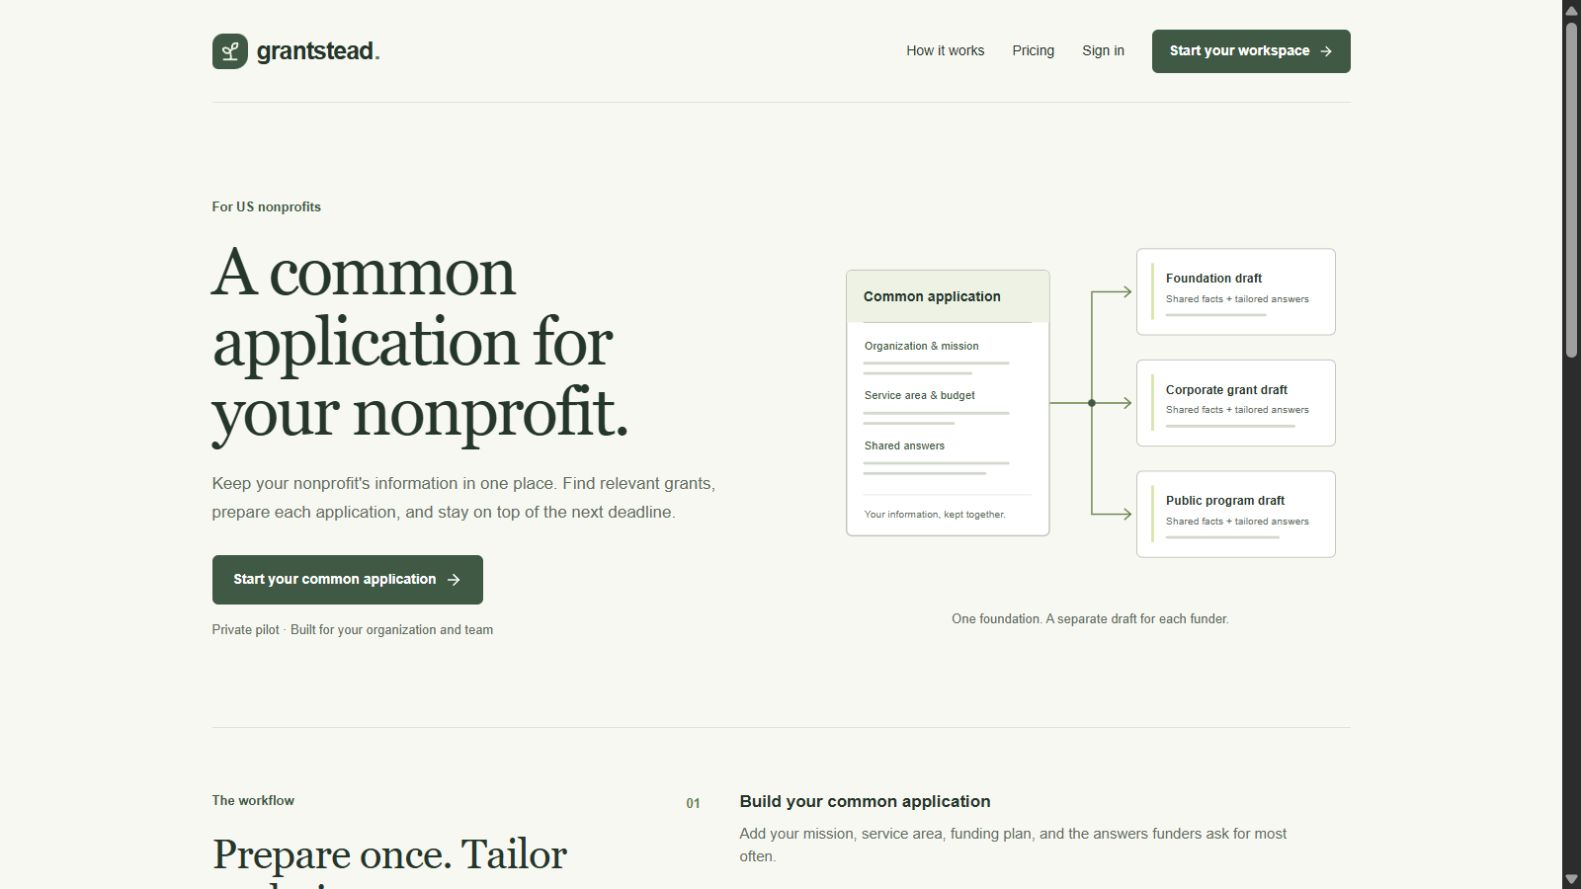 grantstead.
How it works
Pricing
Sign in
Start your workspace
For US nonprofits
A common
application for
your nonprofit.
Keep your nonprofit's information in one place. Find relevant grants,
prepare each application, and stay on top of the next deadline.
Start your common application
Private pilot · Built for your organization and team
Common application
Organization & mission
Service area & budget
Shared answers
Your information, kept together.
Foundation draft
Shared facts + tailored answers
Corporate grant draft
Shared facts + tailored answers
Public program draft
Shared facts + tailored answers
One foundation. A separate draft for each funder.
The workflow
Prepare once. Tailor
01
Build your common application
Add your mission, service area, funding plan, and the answers funders ask for most
often.